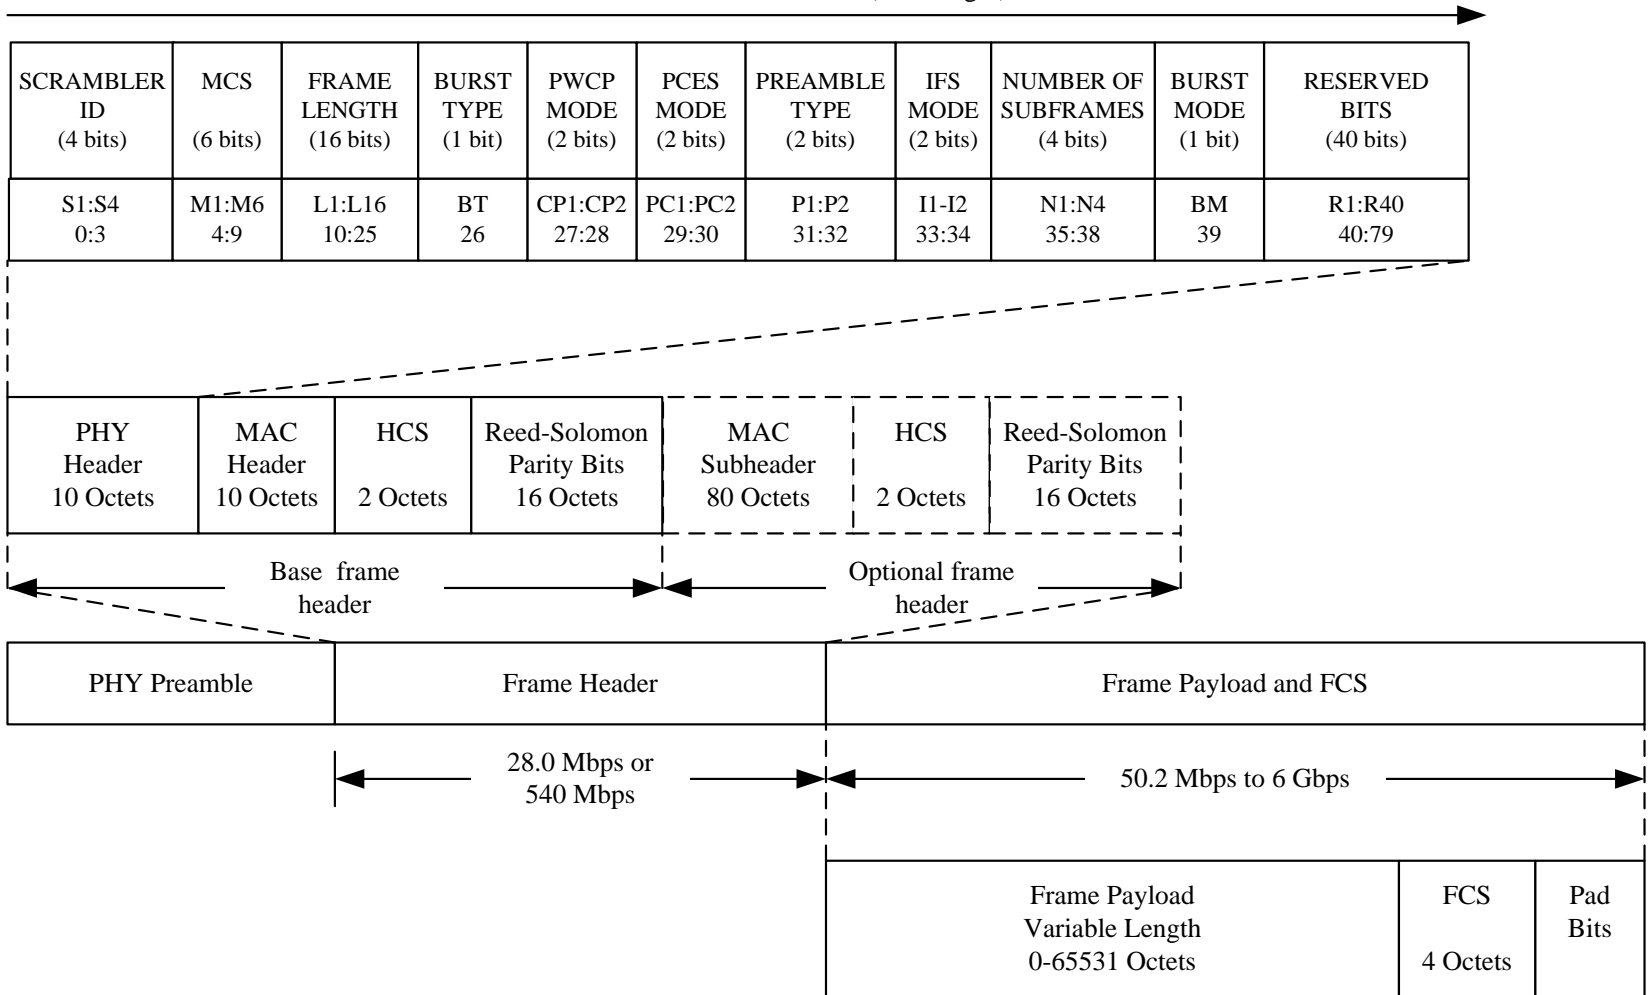 SCRAMBLER ID (4 bits)
MCS (6 bits)
FRAME LENGTH (16 bits)
BURST TYPE (1 bit)
PWCP MODE (2 bits)
PCES MODE (2 bits)
PREAMBLE TYPE (2 bits)
IFS MODE (2 bits)
NUMBER OF SUBFRAMES (4 bits)
BURST MODE (1 bit)
RESERVED BITS (40 bits)
S1:S4 0:3
M1:M6 4:9
L1:L16 10:25
BT 26
CP1:CP2 27:28
PC1:PC2 29:30
P1:P2 31:32
I1-I2 33:34
N1:N4 35:38
BM 39
R1:R40 40:79
PHY Header 10 Octets
MAC Header 10 Octets
HCS 2 Octets
Reed-Solomon Parity Bits 16 Octets
MAC Subheader 80 Octets
HCS 2 Octets
Reed-Solomon Parity Bits 16 Octets
Base frame header
Optional frame header
PHY Preamble
Frame Header
Frame Payload and FCS
28.0 Mbps or 540 Mbps
50.2 Mbps to 6 Gbps
Frame Payload Variable Length 0-65531 Octets
FCS 4 Octets
Pad Bits